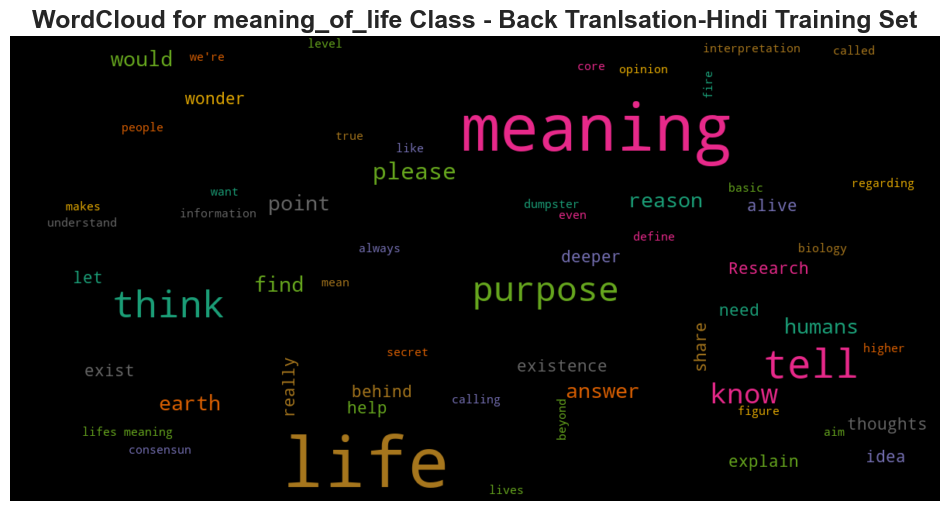 WordCloud for meaning_of_life Class - Back Tranlsation-Hindi Training Set
level
would
we're
interpretation
called
core
opinion
fire
wonder
meaning
people
true
like
please
want
basic
regarding
makes
information
point
dumpster
even
reason
alive
understand
define
always
deeper
biology
Research
let
find
mean
think
purpose
need
humans
share
secret
higher
exist
really
existence
tell
behind
answer
know
earth
help
calling
beyond
figure
thoughts
lifes meaning
aim
consensun
life
explain
idea
lives